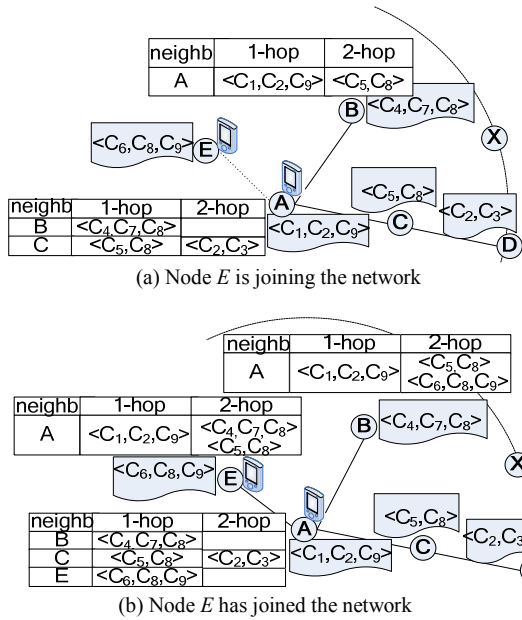 neighb 1-hop 2-hop
A <C1,C2,C9> <C5,C8>
B <C4,C7,C8>
X
<C6,C8,C9> E
<C5,C8>
<C2,C3>
A
C
D
neighb 1-hop 2-hop
B <C4,C7,C8>
C <C5,C8> <C2,C3>
<C1,C2,C9>
(a) Node E is joining the network
neighb 1-hop 2-hop
A <C1,C2,C9> <C5,C8>
<C6,C8,C9>
neighb 1-hop 2-hop
A <C1,C2,C9> <C4,C7,C8>
<C5,C8>
B <C4,C7,C8>
X
<C6,C8,C9> E
<C5,C8>
<C2,C3
A
C
neighb 1-hop 2-hop
B <C4,C7,C8>
C <C5,C8> <C2,C3>
E <C6,C8,C9>
<C1,C2,C9>
(b) Node E has joined the network